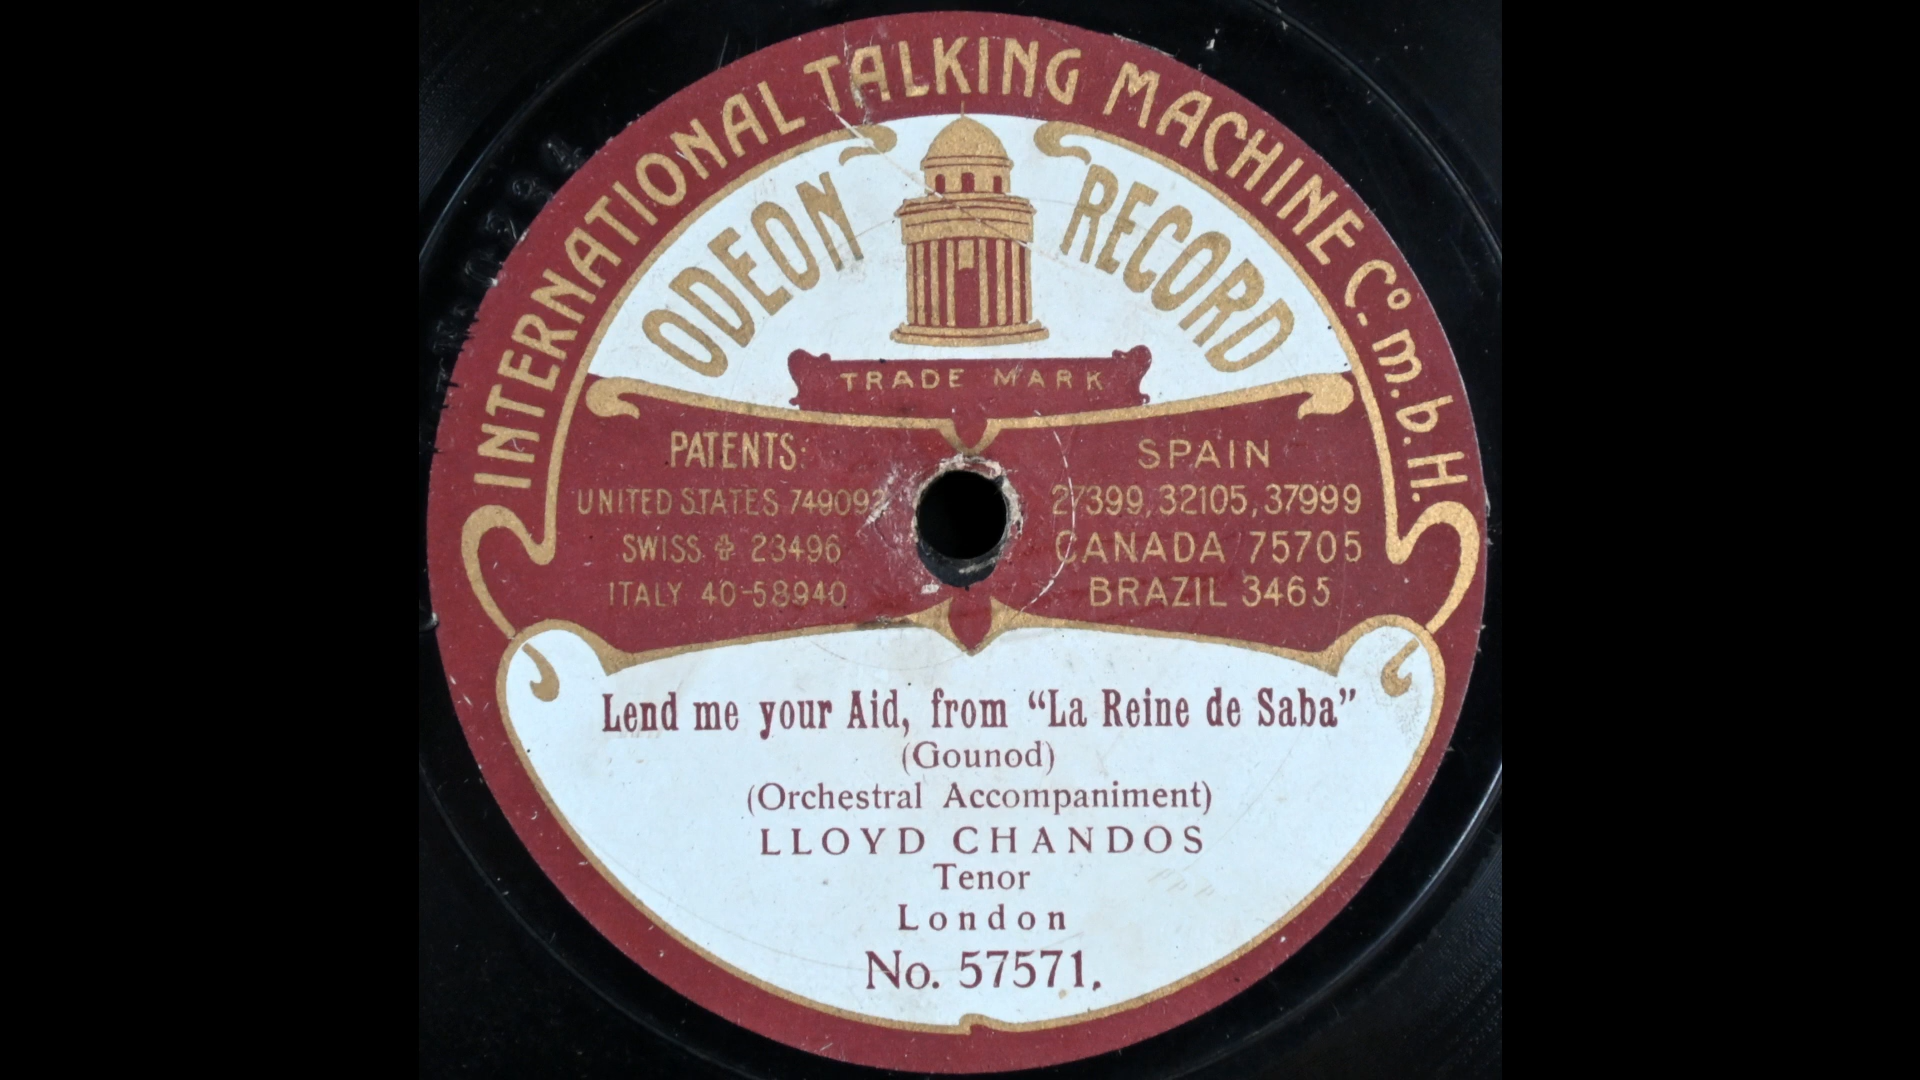 INTERNATIONAL TALKING MACHINE Co. m.b.H.
ODEON RECORD
TRADE MARK
PATENTS:
UNITED STATES 749092
SWISS 23496
ITALY 40-58940
SPAIN
27399, 32105, 37999
CANADA 75705
BRAZIL 3465
Lend me your Aid, from “La Reine de Saba”
(Gounod)
(Orchestral Accompaniment)
LLOYD CHANDOS
Tenor
London
No. 57571.